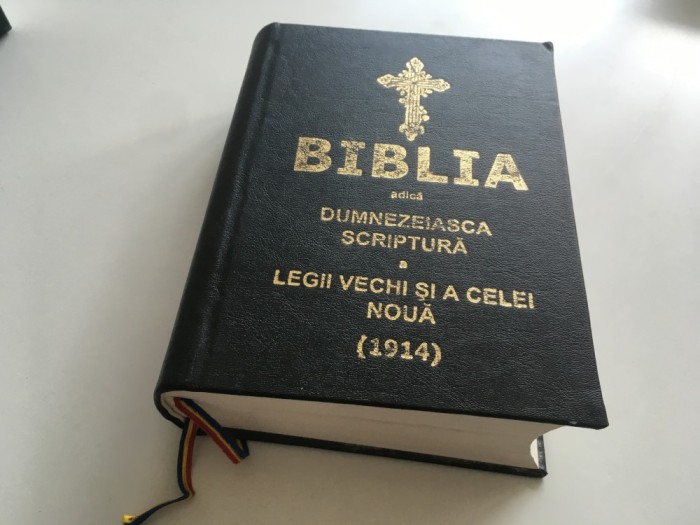 BIBLIA
adică
DUMNEZEIASCA
SCRIPTURĂ
a
LEGII VECHI ŞI A CELEI
NOUĂ
(1914)